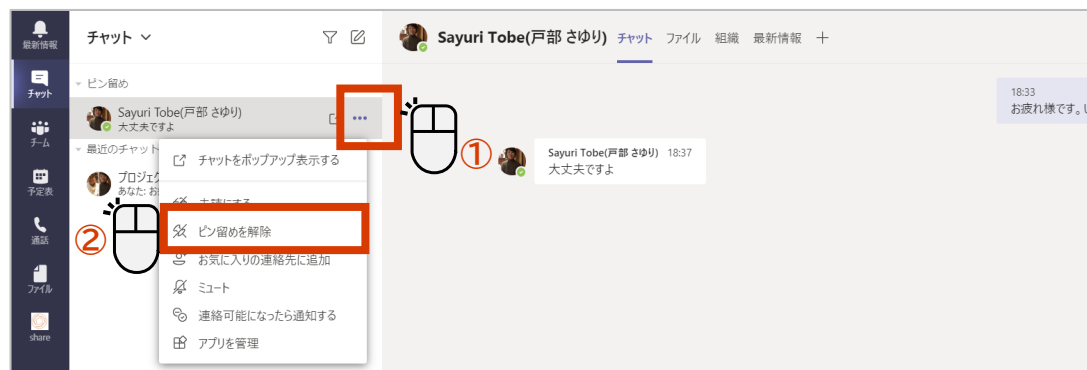 最新情報
チャット
チーム
予定表
通話
ファイル
share
チャット
ピン留め
Sayuri Tobe(戸部 さゆり)
大丈夫ですよ
最近のチャット
プロジェク
あなた: お
チャットをポップアップ表示する
ピン留めを解除
お気に入りの連絡先に追加
ミュート
連絡可能になったら通知する
アプリを管理
①
②
Sayuri Tobe(戸部 さゆり) チャット ファイル 組織 最新情報
18:33
お疲れ様です。
Sayuri Tobe(戸部 さゆり) 18:37
大丈夫ですよ